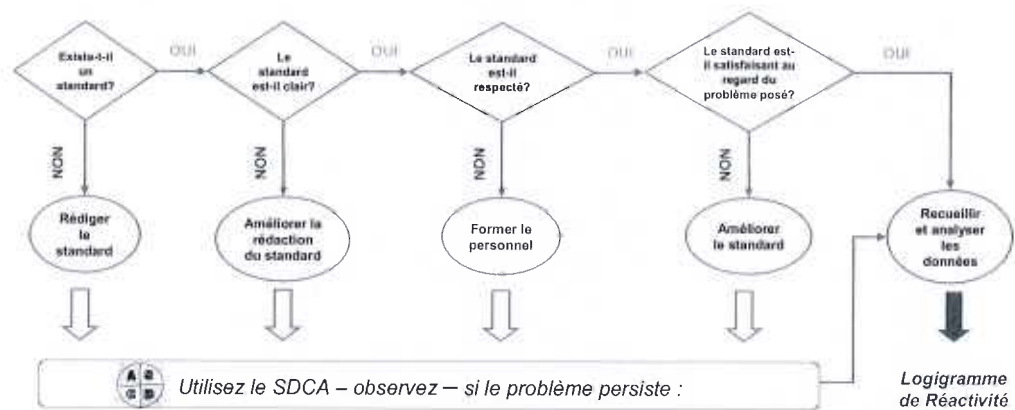 Existe-t-il
un
standard?
OUI
Le
standard
est-il clair?
OUI
Le standard
est-il
respecté?
OUI
Le standard est-
il satisfaisant au
regard du
problème posé?
OUI
NON
NON
NON
NON
Rédiger
le
standard
Améliorer la
rédaction
du standard
Former le
personnel
Améliorer
le standard
Recueillir
et analyser
les
données
A S
C D
Utilisez le SDCA – observez – si le problème persiste :
Logigramme
de Réactivité